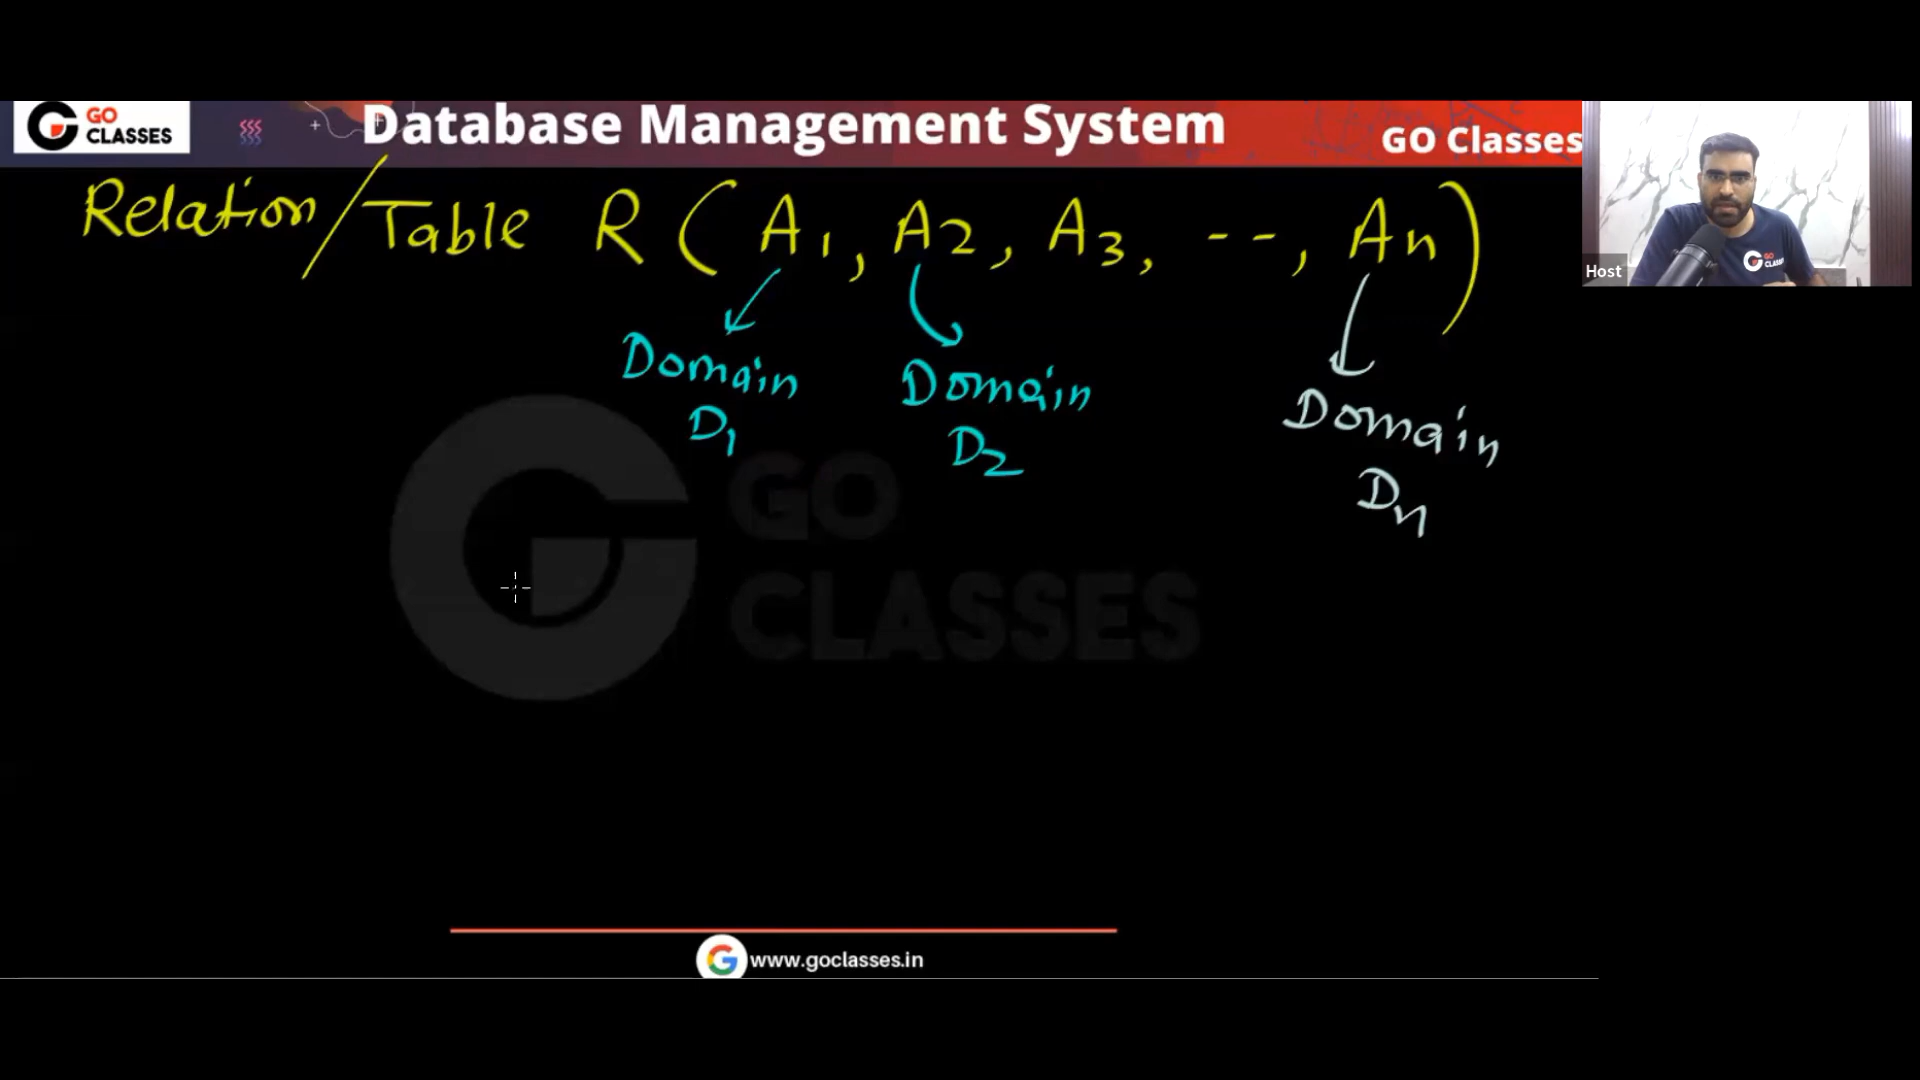 GO
CLASSES
Database Management System
GO Classes
Relation/Table R(A1, A2, A3, --, An)
Host
Domain
D1
Domain
D2
Domain
Dn
GO
CLASSES
www.goclasses.in